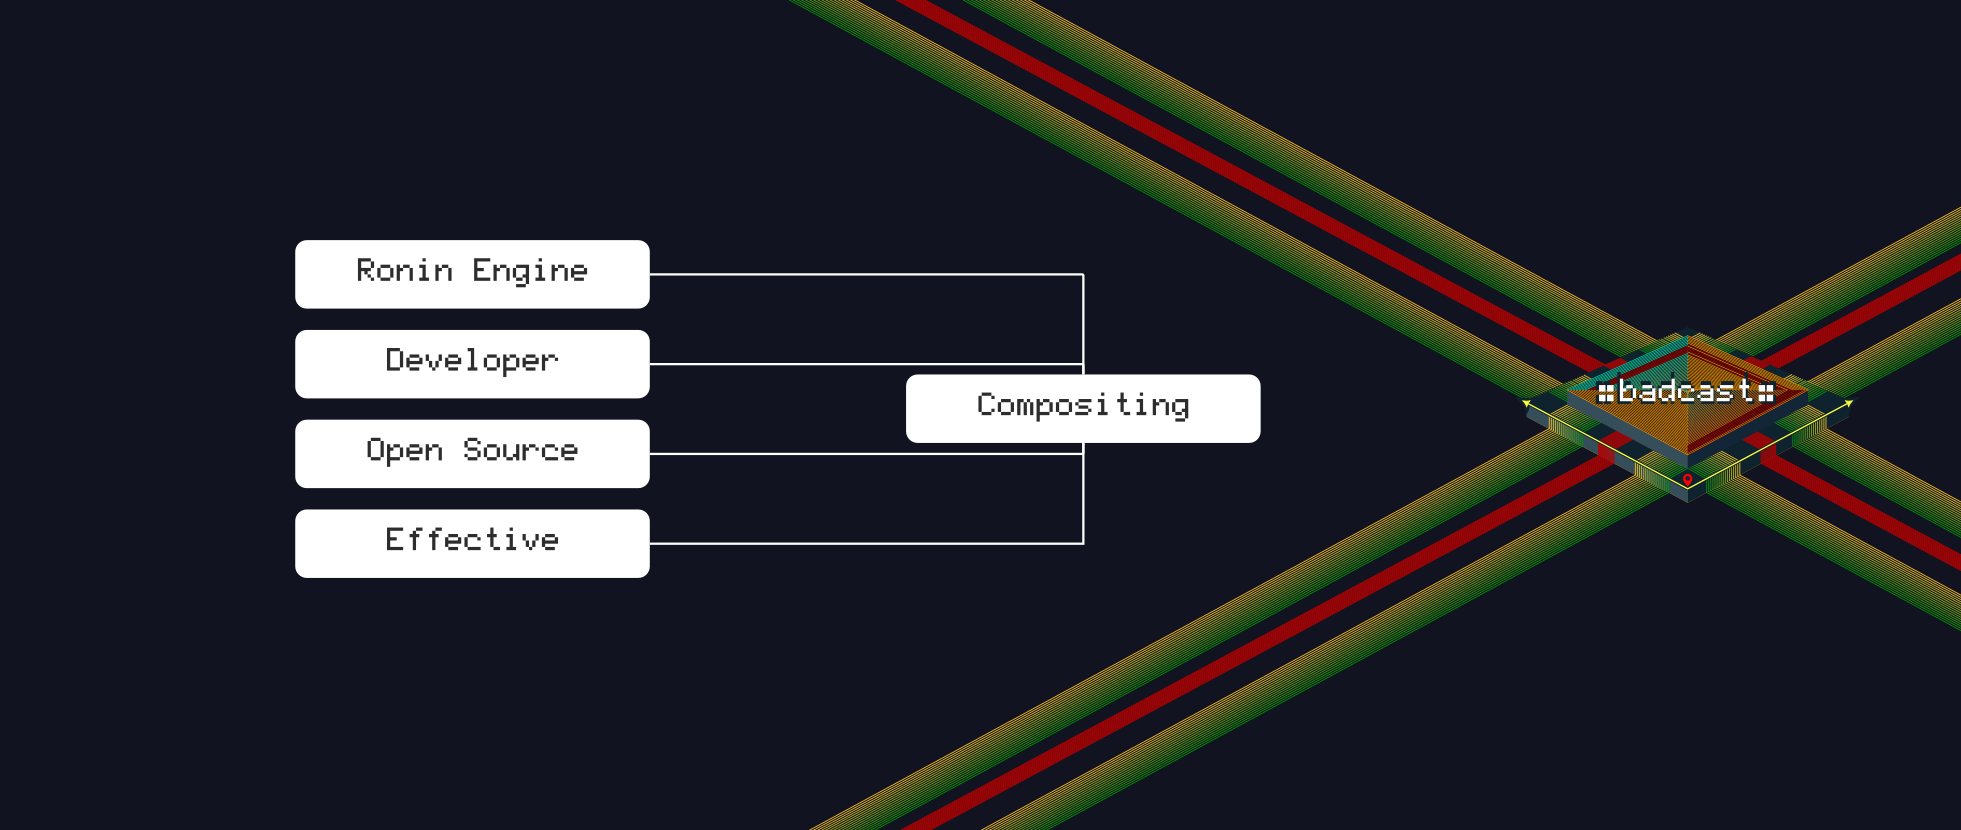 Ronin Engine
Developer
Open Source
Effective
Compositing
::badcast::